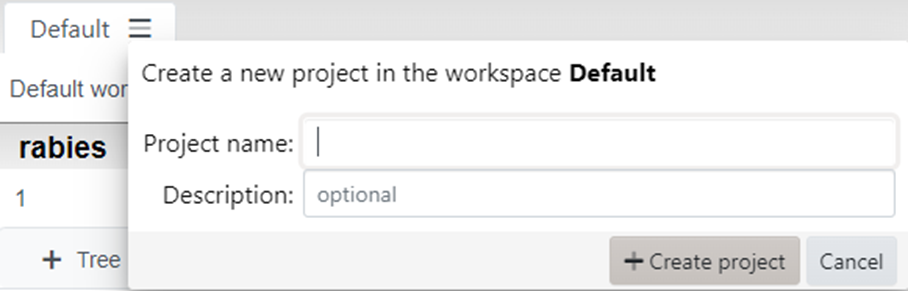 Default
Create a new project in the workspace Default
Default wor
Project name:
rabies
Description: optional
1
+ Tree
+ Create project Cancel